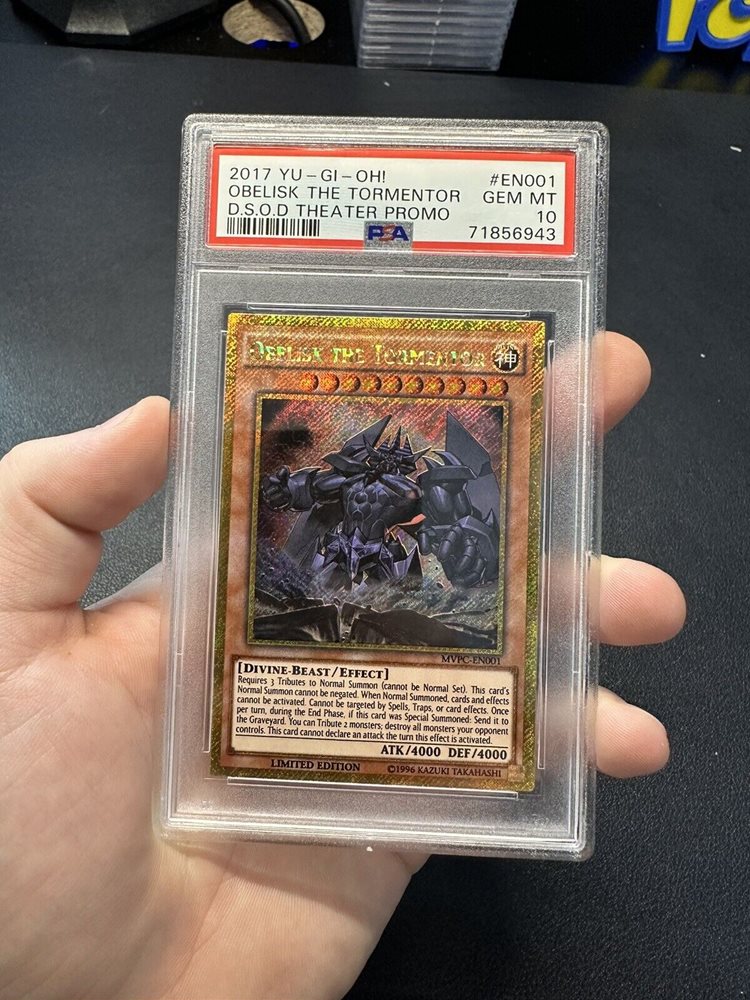 2017 YU-GI-OH! #EN001
OBELISK THE TORMENTOR GEM MT
D.S.O.D THEATER PROMO 10
PSA 71856943
OBELISK THE TORMENTOR 神
MVPC-EN001
[DIVINE-BEAST/EFFECT]
Requires 3 Tributes to Normal Summon (cannot be Normal Set). This card's
Normal Summon cannot be negated. When Normal Summoned, cards and effects
cannot be activated. Cannot be targeted by Spells, Traps, or card effects. Once
per turn, during the End Phase, if this card was Special Summoned: Send it to
the Graveyard. You can Tribute 2 monsters; destroy all monsters your opponent
controls. This card cannot declare an attack the turn this effect is activated.
ATK/4000 DEF/4000
LIMITED EDITION ©1996 KAZUKI TAKAHASHI